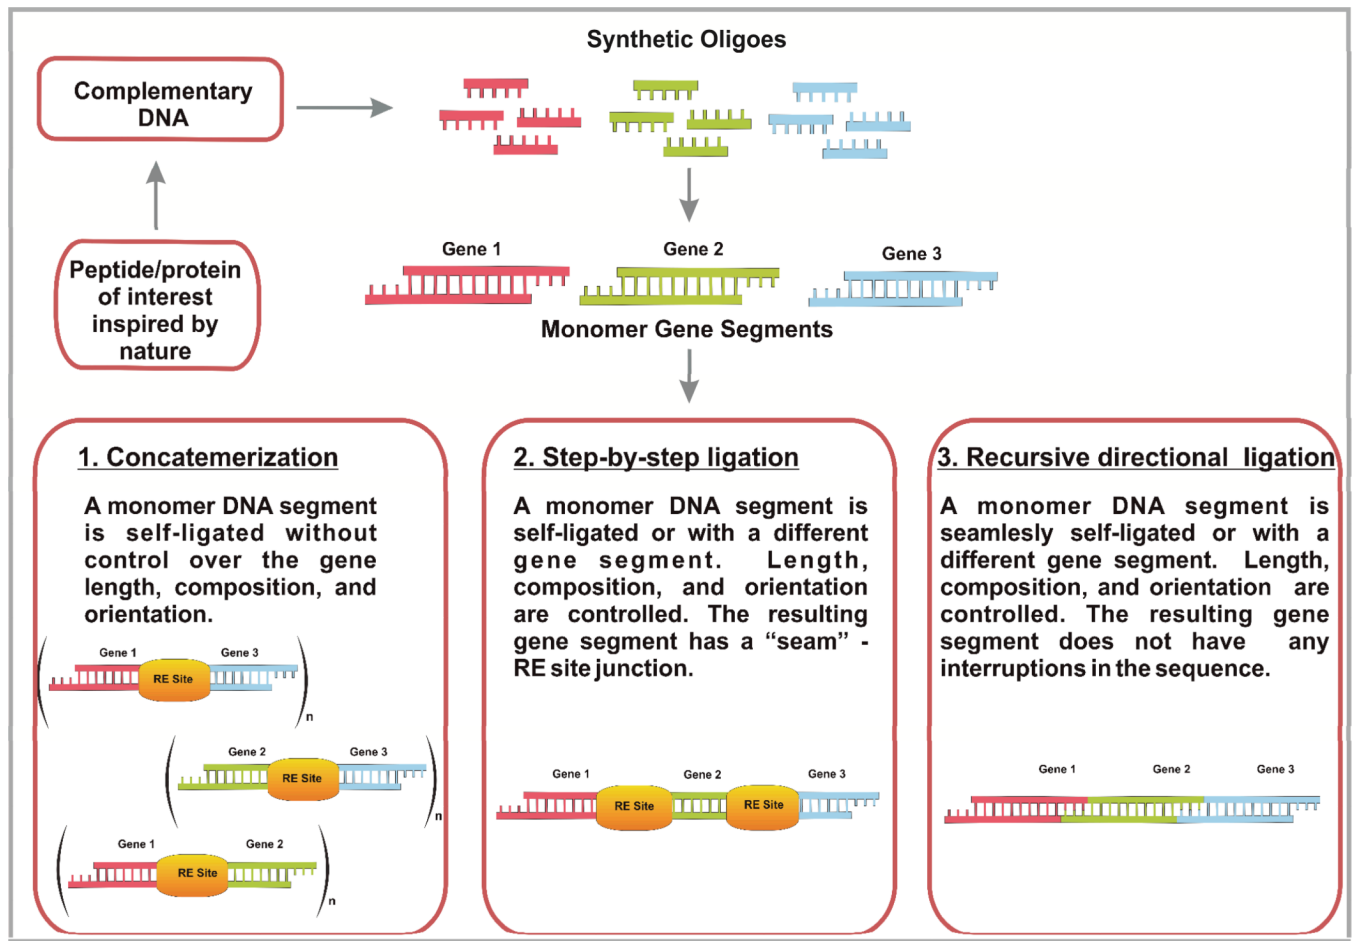 Synthetic Oligoes
Complementary
DNA
Peptide/protein
of interest
inspired by
nature
Gene 1
Gene 2
Gene 3
Monomer Gene Segments
1. Concatemerization
A monomer DNA segment
is self-ligated without
control over the gene
length, composition, and
orientation.
Gene 1
Gene 3
RE Site
n
Gene 2
Gene 3
RE Site
n
Gene 1
Gene 2
RE Site
n
2. Step-by-step ligation
A monomer DNA segment is
self-ligated or with a different
gene segment. Length,
composition, and orientation
are controlled. The resulting
gene segment has a “seam” -
RE site junction.
Gene 1
Gene 2
Gene 3
RE Site
RE Site
3. Recursive directional ligation
A monomer DNA segment is
seamlesly self-ligated or with a
different gene segment. Length,
composition, and orientation are
controlled. The resulting gene
segment does not have any
interruptions in the sequence.
Gene 1
Gene 2
Gene 3